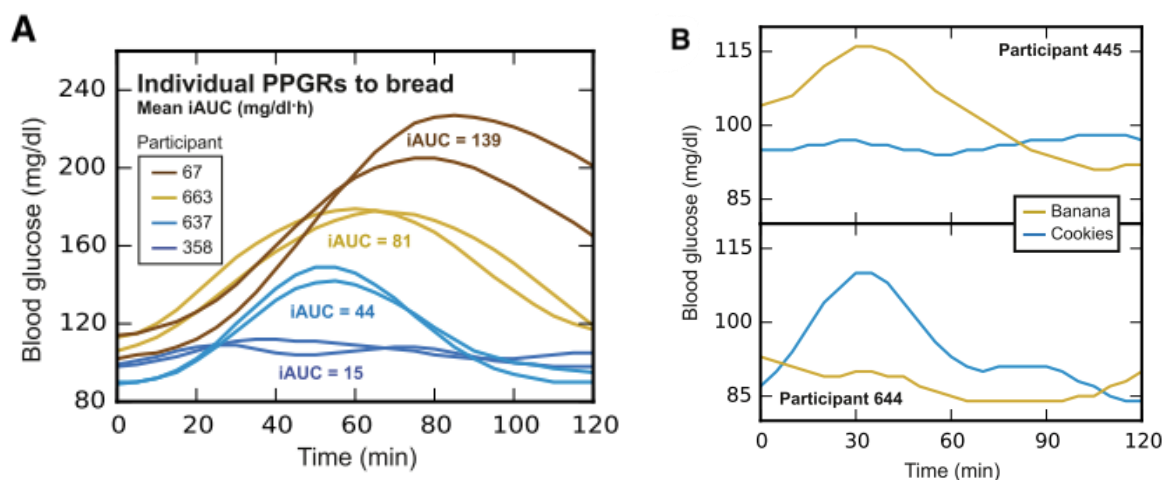 A
Individual PPGRs to bread
Mean iAUC (mg/dl·h)
Participant
67
663
637
358
iAUC = 139
iAUC = 81
iAUC = 44
iAUC = 15
Blood glucose (mg/dl)
240
200
160
120
80
0 20 40 60 80 100 120
Time (min)
B
Participant 445
115
100
85
Banana
Cookies
Blood glucose (mg/dl)
115
100
85
Participant 644
0 30 60 90 120
Time (min)